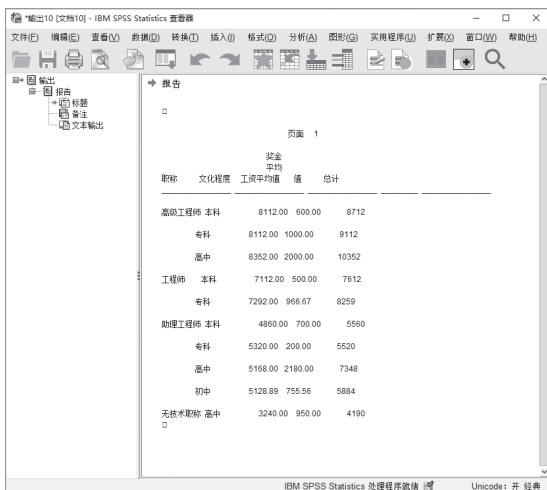 *输出10 [文档10] - IBM SPSS Statistics 查看器
文件(F) 编辑(E) 查看(V) 数据(D) 转换(T) 插入(I) 格式(O) 分析(A) 图形(G) 实用程序(U) 扩展(X) 窗口(W) 帮助(H)
输出
报告
标题
备注
文本输出
报告
页面 1
奖金
平均
职称 文化程度 工资平均值 值 总计
高级工程师 本科 8112.00 600.00 8712
专科 8112.00 1000.00 9112
高中 8352.00 2000.00 10352
工程师 本科 7112.00 500.00 7612
专科 7292.00 966.67 8259
助理工程师 本科 4860.00 700.00 5560
专科 5320.00 200.00 5520
高中 5168.00 2180.00 7348
初中 5128.89 755.56 5884
无技术职称 高中 3240.00 950.00 4190
IBM SPSS Statistics 处理程序就绪 Unicode：开 经典